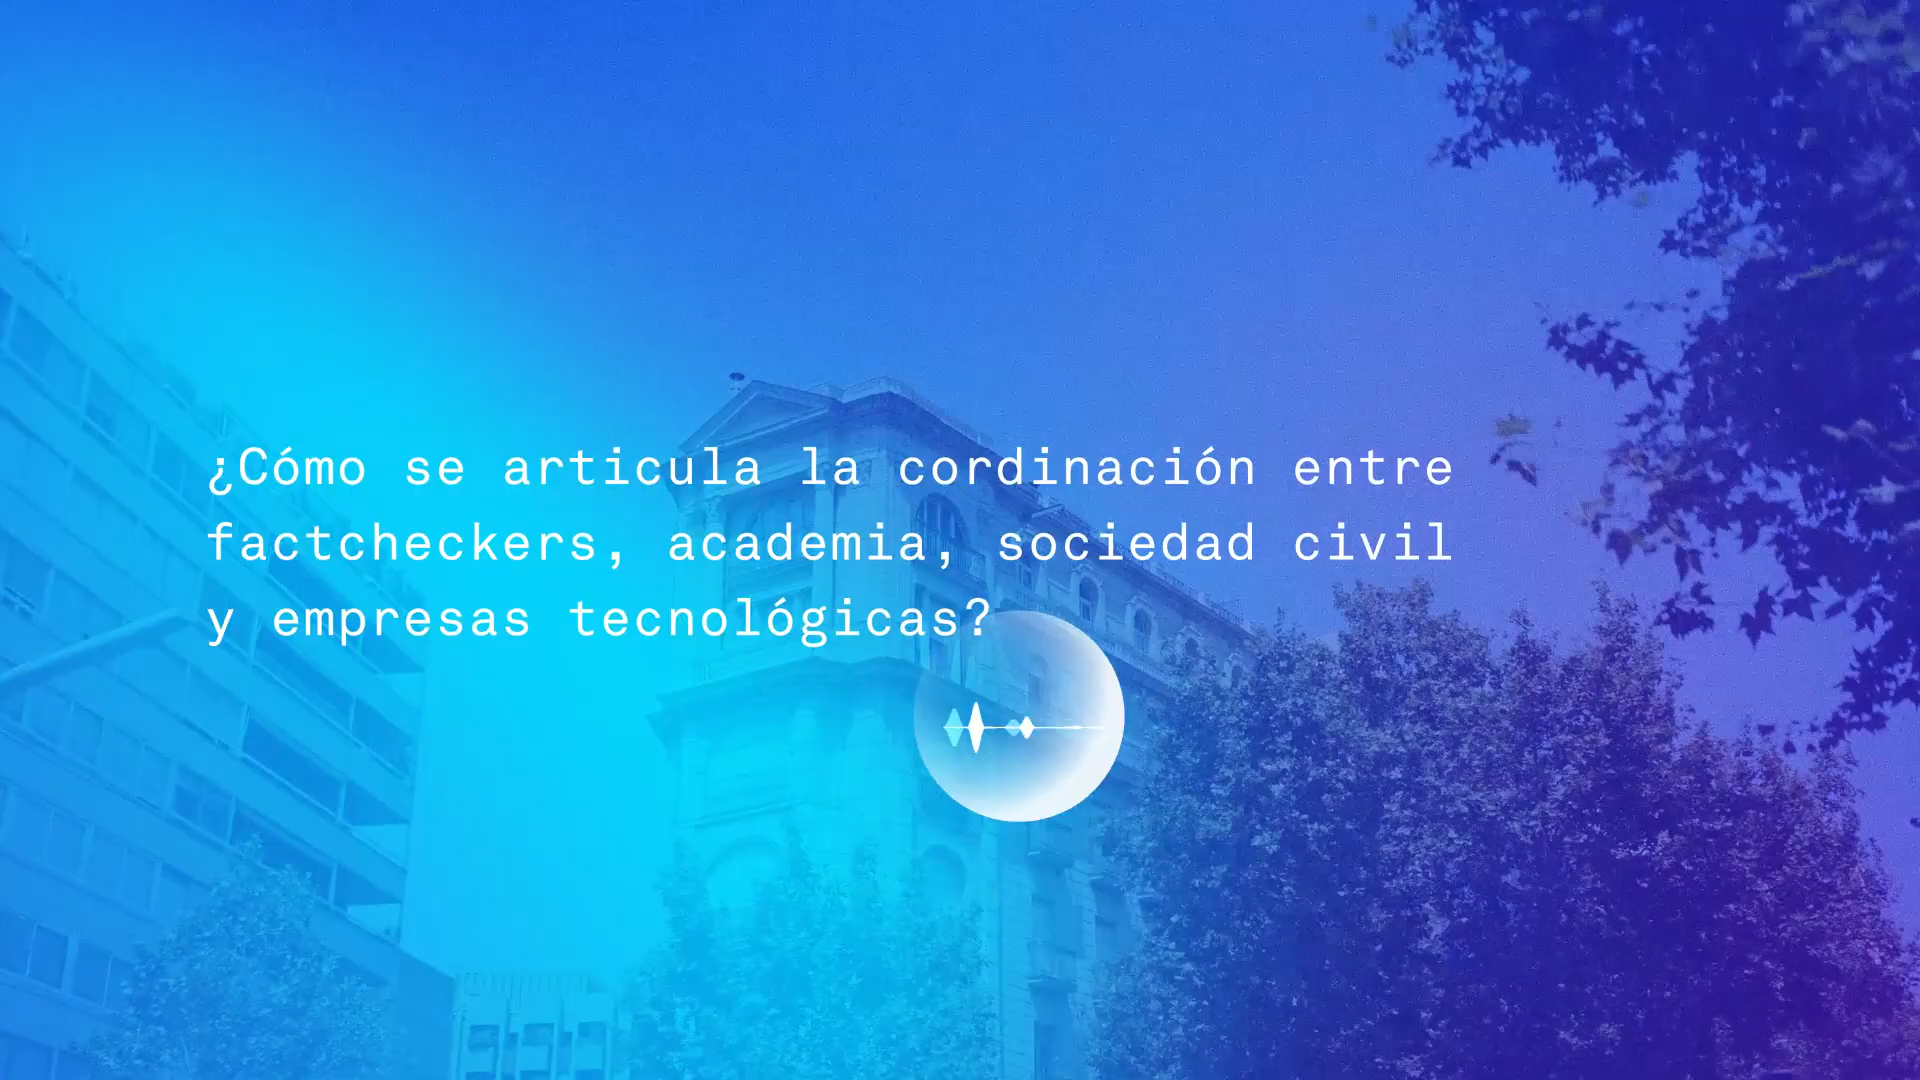 ¿Cómo se articula la cordinación entre
factcheckers, academia, sociedad civil
y empresas tecnológicas?